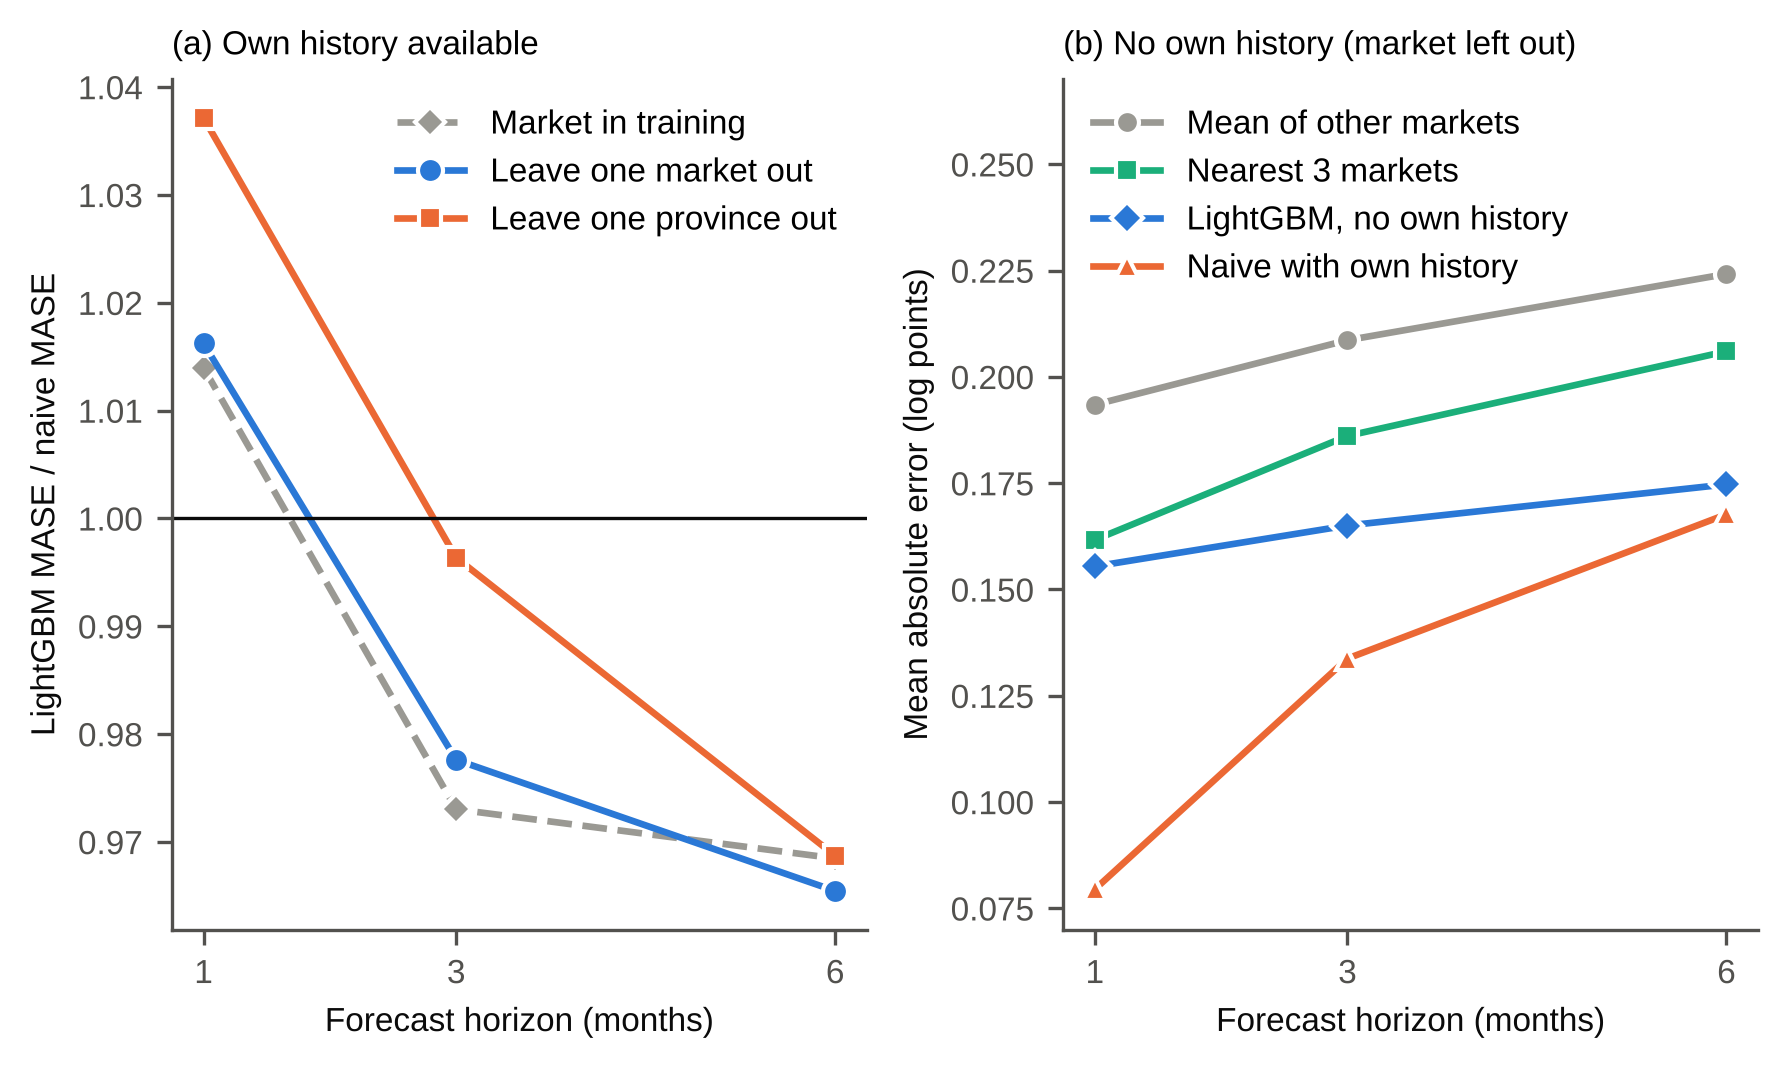 (a) Own history available
LightGBM MASE / naive MASE
1.04
1.03
1.02
1.01
1.00
0.99
0.98
0.97
Market in training
Leave one market out
Leave one province out
1
3
6
Forecast horizon (months)
(b) No own history (market left out)
Mean absolute error (log points)
0.250
0.225
0.200
0.175
0.150
0.125
0.100
0.075
Mean of other markets
Nearest 3 markets
LightGBM, no own history
Naive with own history
1
3
6
Forecast horizon (months)